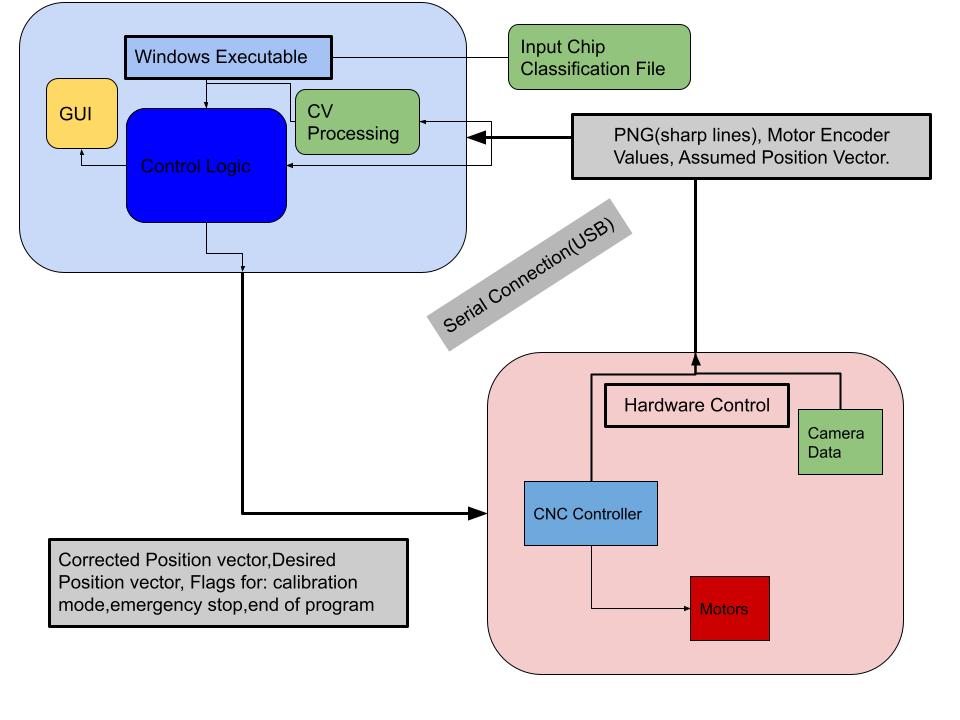 Windows Executable
Input Chip
Classification File
GUI
CV
Processing
Control Logic
PNG(sharp lines), Motor Encoder
Values, Assumed Position Vector.
Serial Connection(USB)
Hardware Control
Camera
Data
CNC Controller
Corrected Position vector,Desired
Position vector, Flags for: calibration
mode,emergency stop,end of program
Motors